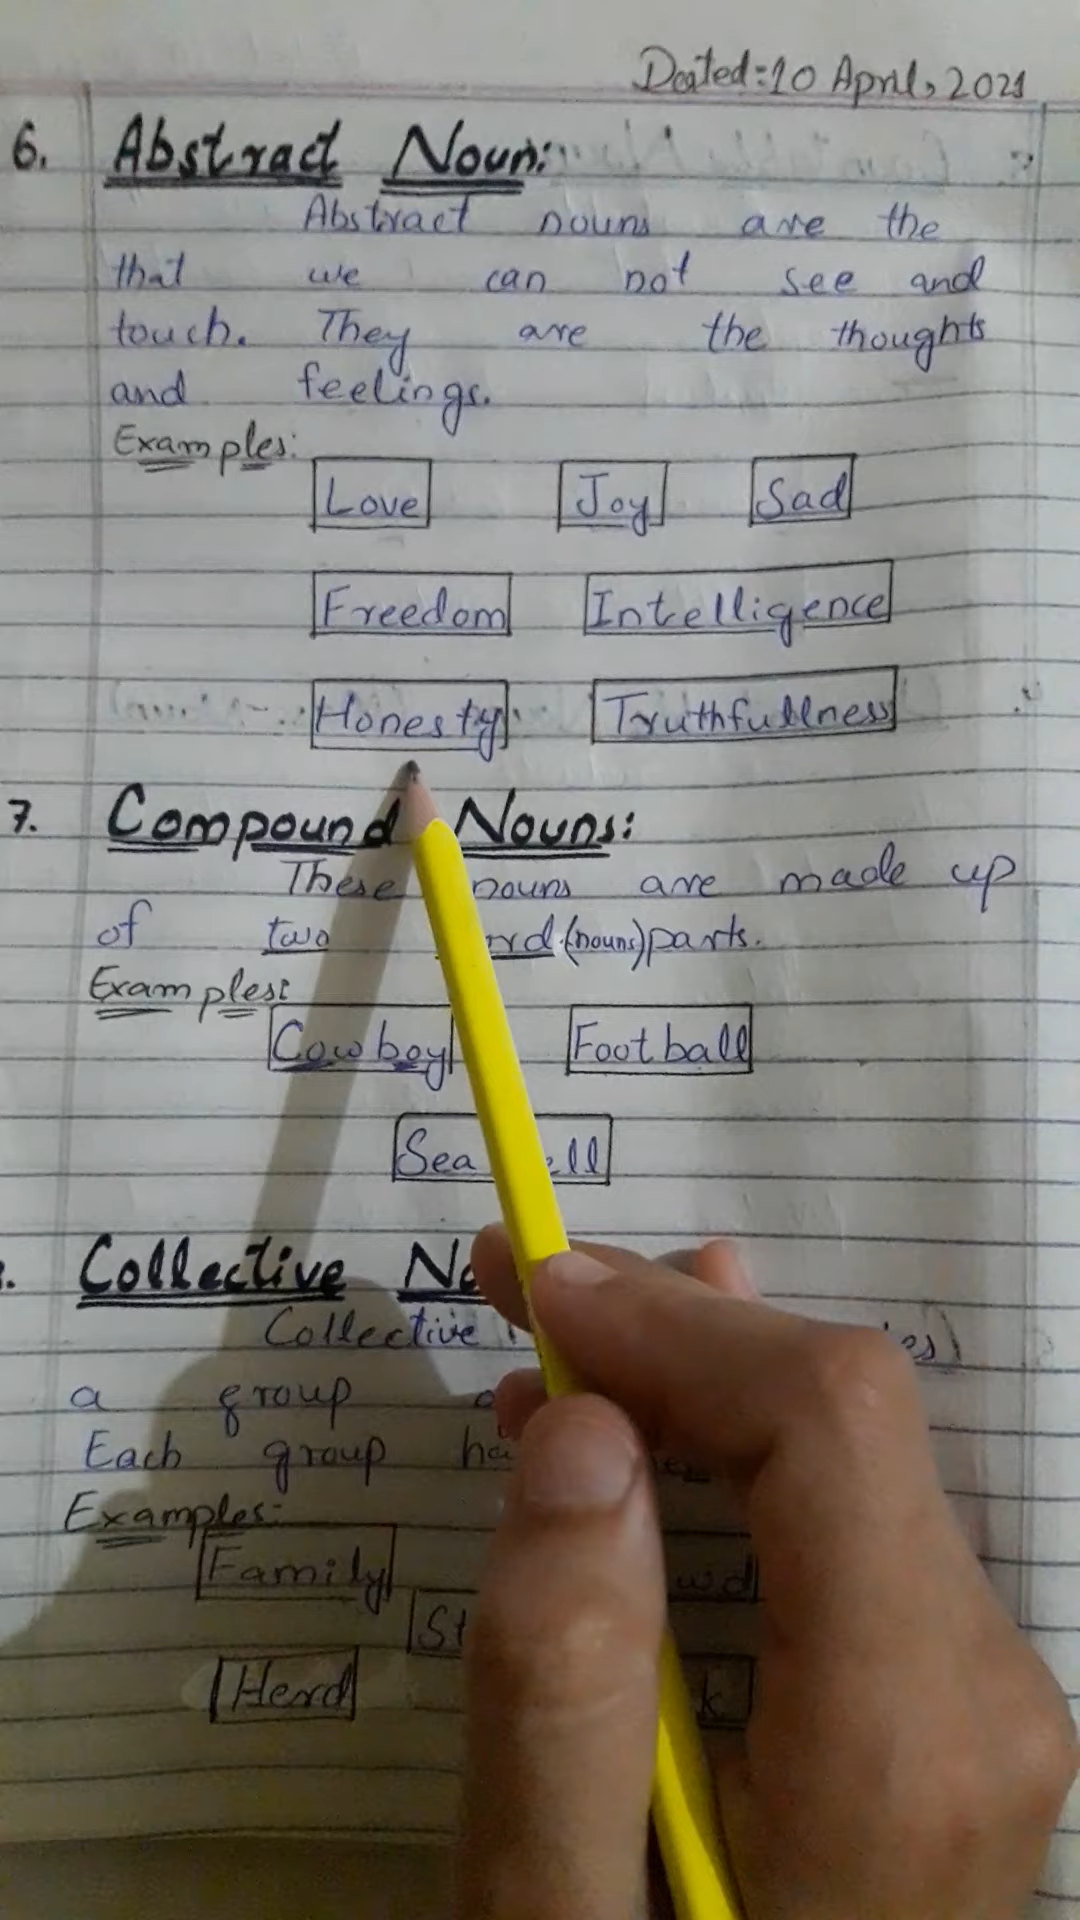 Dated:10 April, 2021
6. Abstract Noun:
Abstract nouns are the
that we can not see and
touch. They are the thoughts
and feelings.
Examples:
Love Joy Sad
Freedom Intelligence
Honesty Truthfullness
7. Compound Nouns:
These nouns are made up
of two (nouns) parts.
Examples:
Cowboy Football
Sea
Collective
Collective
a group
Each group
Examples:
Family
Herd